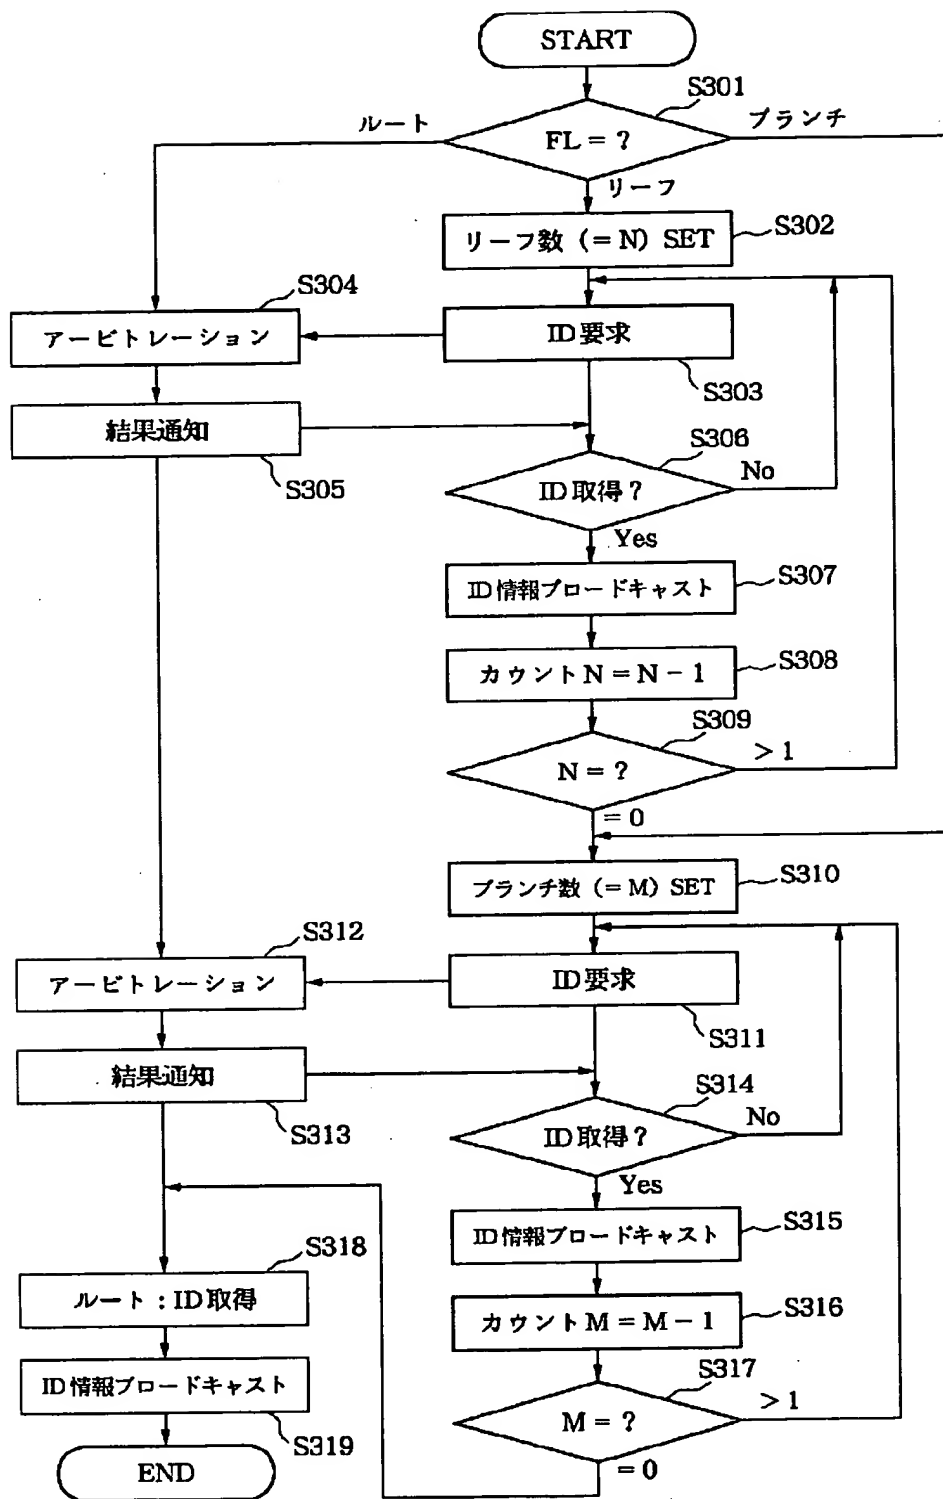 START
S301
ルート
FL = ?
ブランチ
リーフ
リーフ数 (= N) SET
S302
S304
アービトレーション
ID要求
S303
結果通知
S305
S306
ID取得?
No
Yes
ID情報ブロードキャスト
S307
カウントN = N - 1
S308
S309
N = ?
> 1
= 0
ブランチ数 (= M) SET
S310
S312
アービトレーション
ID要求
S311
結果通知
S313
S314
ID取得?
No
Yes
ID情報ブロードキャスト
S315
S318
ルート : ID取得
カウントM = M - 1
S316
ID情報ブロードキャスト
S319
S317
M = ?
> 1
= 0
END